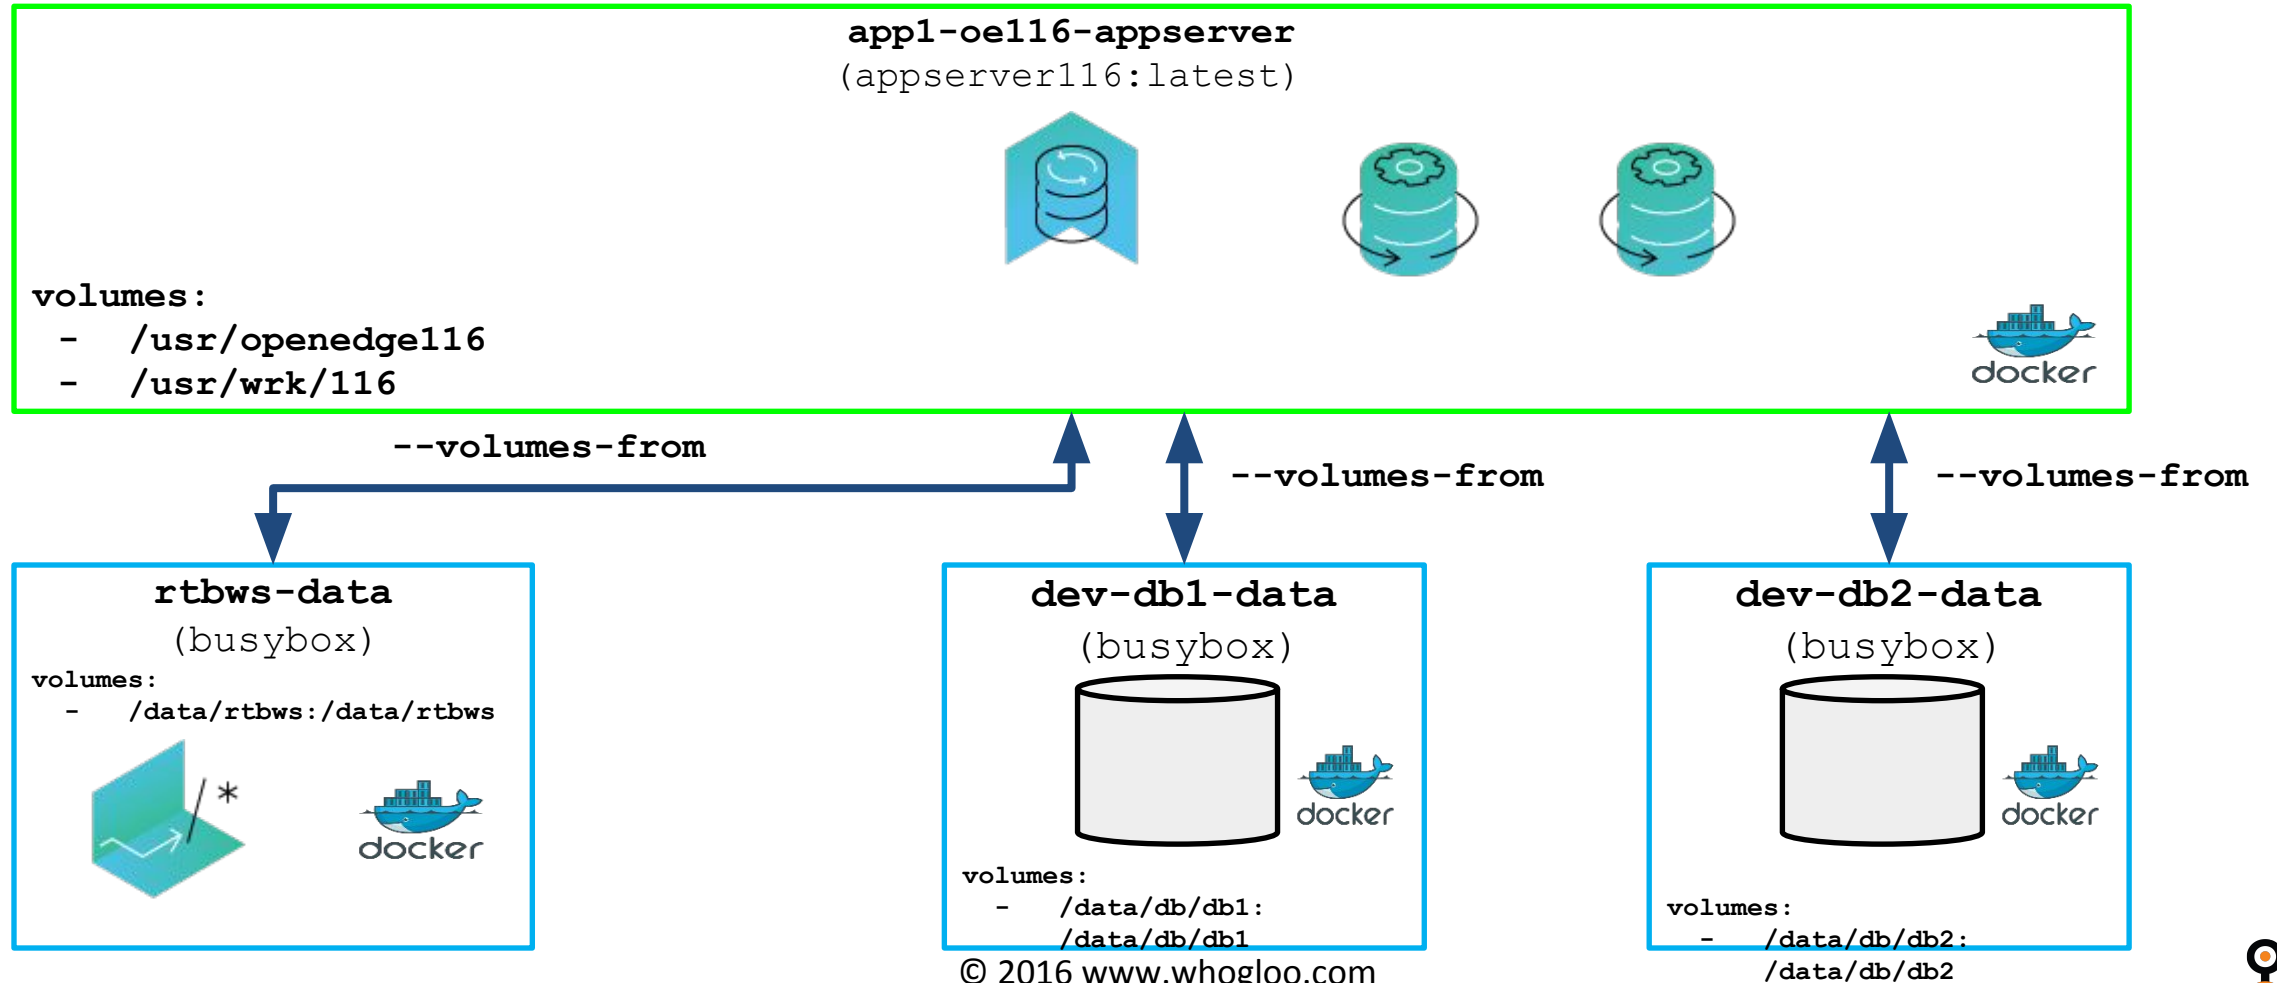 app1-oe116-appserver
(appserver116:latest)
volumes:
- /usr/openedge116
- /usr/wrk/116
docker
--volumes-from
--volumes-from
--volumes-from
rtbws-data
(busybox)
volumes:
- /data/rtbws:/data/rtbws
*
docker
dev-db1-data
(busybox)
docker
volumes:
- /data/db/db1:
/data/db/db1
dev-db2-data
(busybox)
docker
volumes:
- /data/db/db2:
/data/db/db2
© 2016 www.whogloo.com